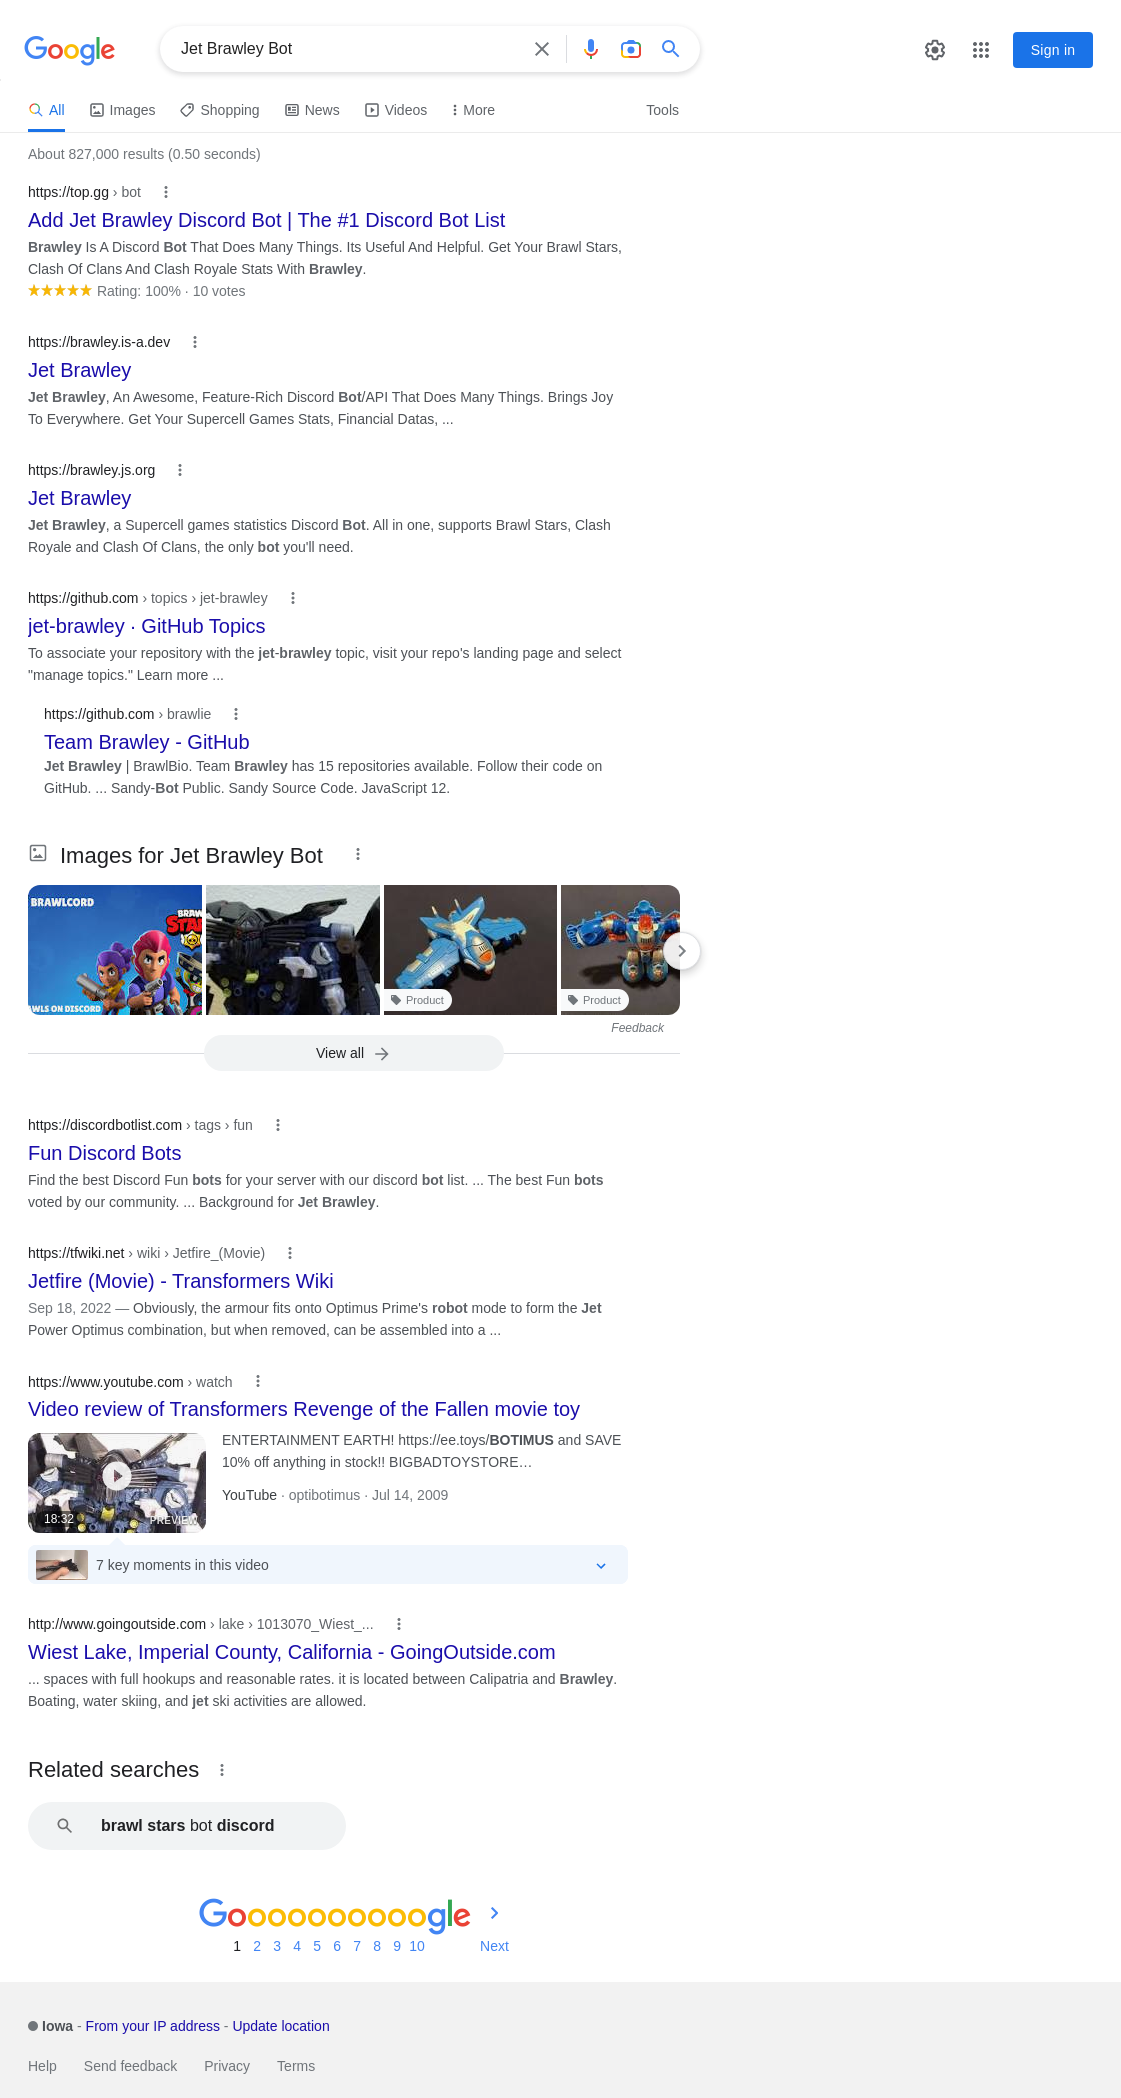 Google
Jet Brawley Bot
Sign in
All
Images
Shopping
News
Videos
More
Tools
About 827,000 results (0.50 seconds)
https://top.gg › bot
Add Jet Brawley Discord Bot | The #1 Discord Bot List
Brawley Is A Discord Bot That Does Many Things. Its Useful And Helpful. Get Your Brawl Stars,
Clash Of Clans And Clash Royale Stats With Brawley.
Rating: 100% · 10 votes
https://brawley.is-a.dev
Jet Brawley
Jet Brawley, An Awesome, Feature-Rich Discord Bot/API That Does Many Things. Brings Joy
To Everywhere. Get Your Supercell Games Stats, Financial Datas, ...
https://brawley.js.org
Jet Brawley
Jet Brawley, a Supercell games statistics Discord Bot. All in one, supports Brawl Stars, Clash
Royale and Clash Of Clans, the only bot you'll need.
https://github.com › topics › jet-brawley
jet-brawley · GitHub Topics
To associate your repository with the jet-brawley topic, visit your repo's landing page and select
"manage topics." Learn more ...
https://github.com › brawlie
Team Brawley - GitHub
Jet Brawley | BrawlBio. Team Brawley has 15 repositories available. Follow their code on
GitHub. ... Sandy-Bot Public. Sandy Source Code. JavaScript 12.
Images for Jet Brawley Bot
BRAWLCORD
BRAW
STA
AWLS ON DISCORD
Product
Product
Feedback
View all
https://discordbotlist.com › tags › fun
Fun Discord Bots
Find the best Discord Fun bots for your server with our discord bot list. ... The best Fun bots
voted by our community. ... Background for Jet Brawley.
https://tfwiki.net › wiki › Jetfire_(Movie)
Jetfire (Movie) - Transformers Wiki
Sep 18, 2022 — Obviously, the armour fits onto Optimus Prime's robot mode to form the Jet
Power Optimus combination, but when removed, can be assembled into a ...
https://www.youtube.com › watch
Video review of Transformers Revenge of the Fallen movie toy
ENTERTAINMENT EARTH! https://ee.toys/BOTIMUS and SAVE
10% off anything in stock!! BIGBADTOYSTORE…
YouTube · optibotimus · Jul 14, 2009
18:32
PREVIEW
7 key moments in this video
http://www.goingoutside.com › lake › 1013070_Wiest_...
Wiest Lake, Imperial County, California - GoingOutside.com
... spaces with full hookups and reasonable rates. it is located between Calipatria and Brawley.
Boating, water skiing, and jet ski activities are allowed.
Related searches
brawl stars bot discord
Goooooooooogle
1 2 3 4 5 6 7 8 9 10 Next
Iowa - From your IP address - Update location
Help
Send feedback
Privacy
Terms